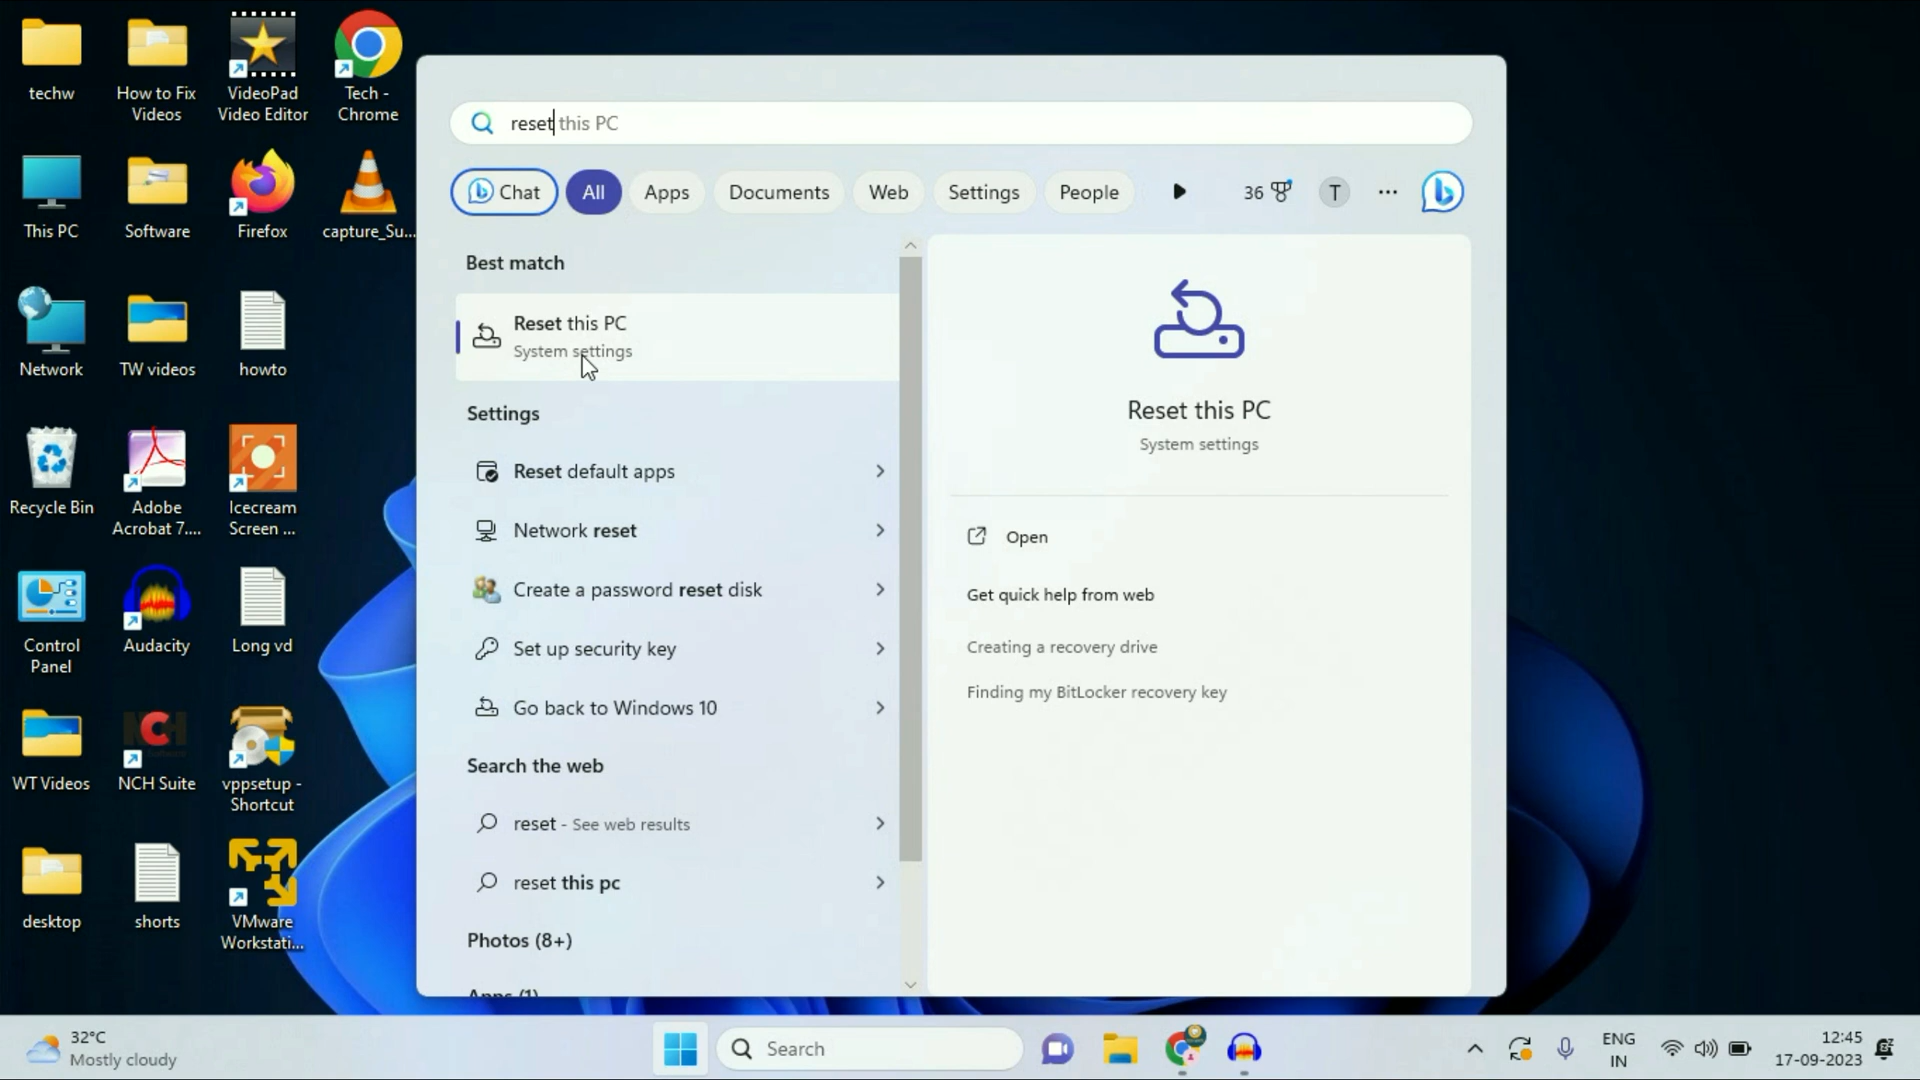 techw
How to Fix
Videos
VideoPad
Video Editor
Tech -
Chrome
This PC
Software
Firefox
capture_Su...
Network
TW videos
howto
Recycle Bin
Adobe
Acrobat 7....
Icecream
Screen ...
Control
Panel
Audacity
Long vd
WT Videos
NCH Suite
vppsetup -
Shortcut
desktop
shorts
VMware
Workstati...
reset this PC
Chat
All
Apps
Documents
Web
Settings
People
36
T
Best match
Reset this PC
System settings
Settings
Reset default apps
Network reset
Create a password reset disk
Set up security key
Go back to Windows 10
Search the web
reset - See web results
reset this pc
Photos (8+)
Apps (1)
Reset this PC
System settings
Open
Get quick help from web
Creating a recovery drive
Finding my BitLocker recovery key
32°C
Mostly cloudy
Search
ENG
IN
12:45
17-09-2023